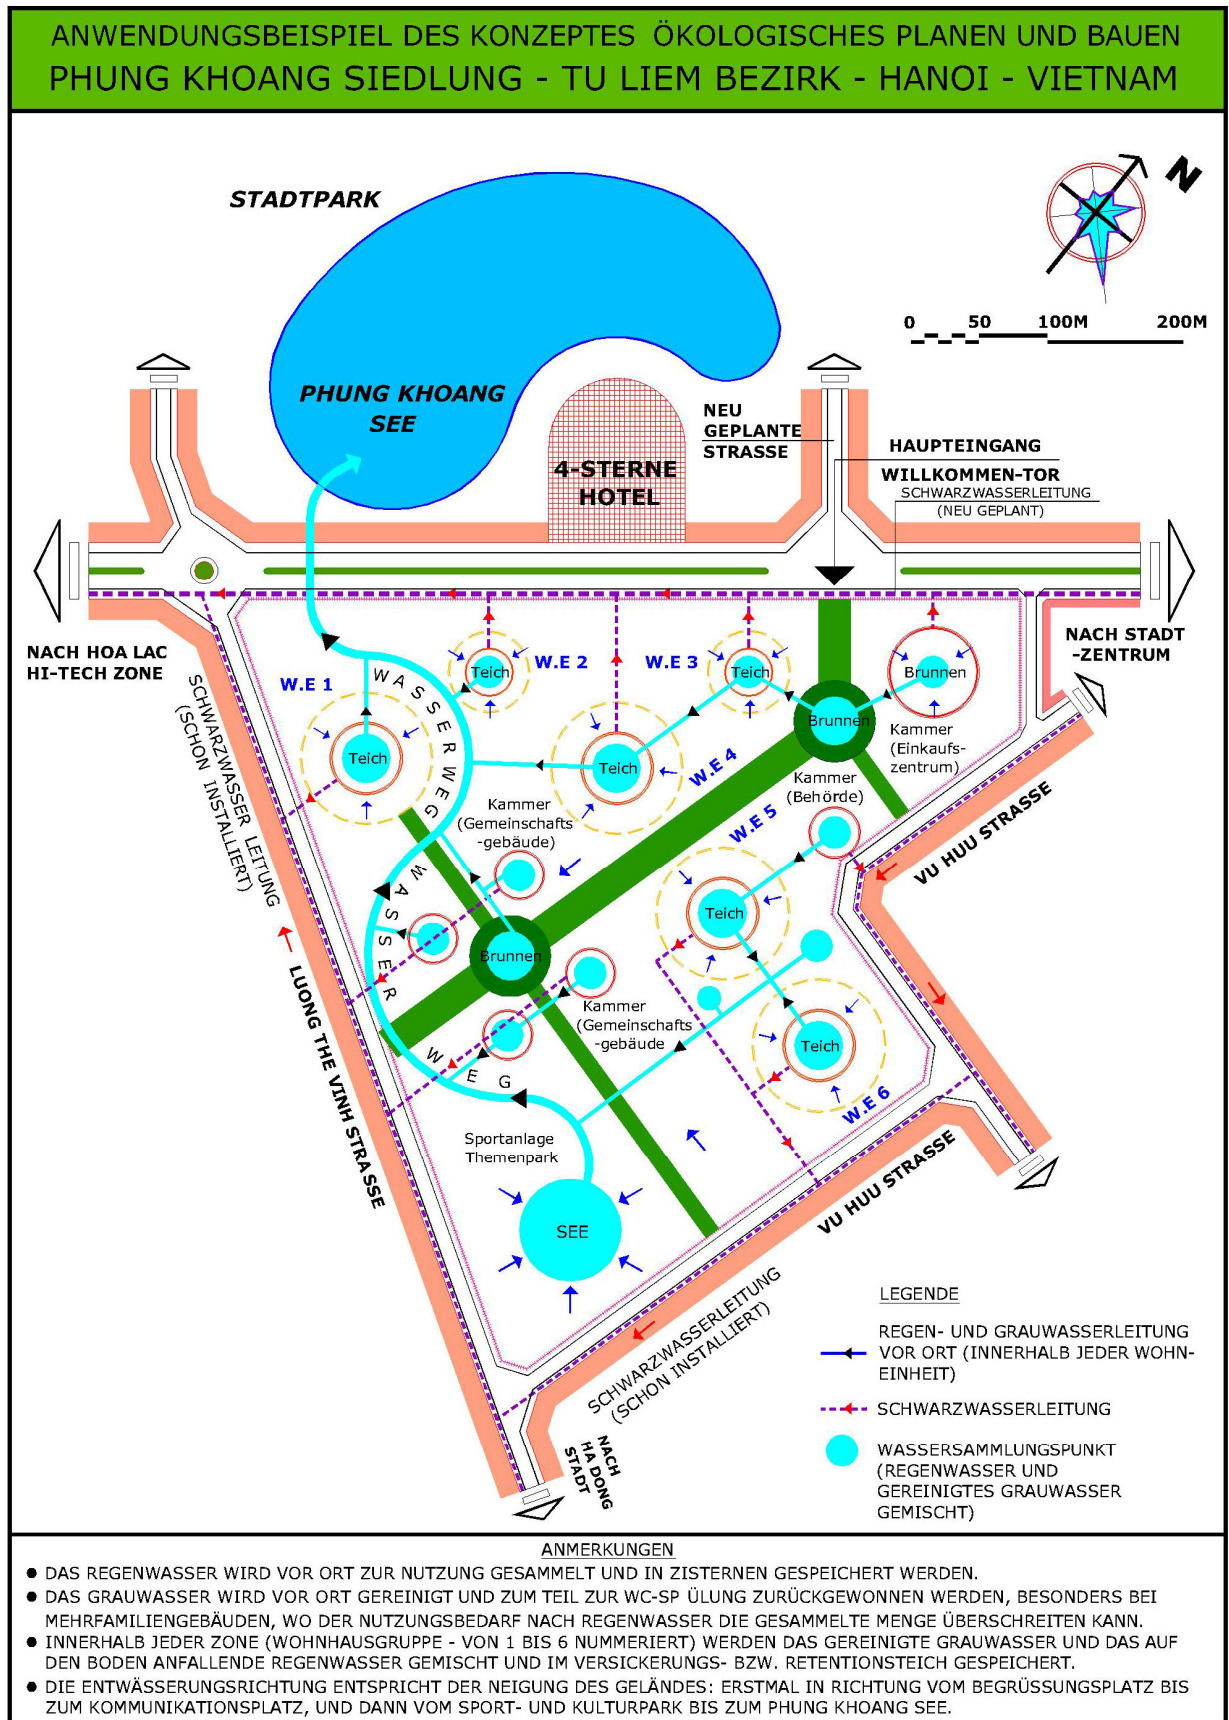 ANWENDUNGSBEISPIEL DES KONZEPTES ÖKOLOGISCHES PLANEN UND BAUEN
PHUNG KHOANG SIEDLUNG - TU LIEM BEZIRK - HANOI - VIETNAM
STADTPARK
N
0 50 100M 200M
PHUNG KHOANG
SEE
4-STERNE
HOTEL
NEU
GEPLANTE
STRASSE
HAUPTEINGANG
WILLKOMMEN-TOR
SCHWARZWASSERLEITUNG
(NEU GEPLANT)
NACH HOA LAC
HI-TECH ZONE
NACH STADT
-ZENTRUM
W.E 1
W.E 2
W.E 3
W.E 4
W.E 5
W.E 6
Teich
Teich
Teich
Teich
Teich
Teich
Brunnen
Brunnen
Brunnen
Kammer
(Einkaufs-
zentrum)
Kammer
(Behörde)
Kammer
(Gemeinschafts
-gebäude)
Kammer
(Gemeinschafts
-gebäude
WASSERWEG
WASSER
WEG
SCHWARZWASSER LEITUNG
(SCHON INSTALLIERT)
LUONG THE VINH STRASSE
VU HUU STRASSE
VU HUU STRASSE
Sportanlage
Themenpark
SEE
SCHWARZWASSERLEITUNG
(SCHON INSTALLIERT)
NACH
HA DONG
STADT
LEGENDE
REGEN- UND GRAUWASSERLEITUNG
VOR ORT (INNERHALB JEDER WOHN-
EINHEIT)
SCHWARZWASSERLEITUNG
WASSERSAMMLUNGSPUNKT
(REGENWASSER UND
GEREINIGTES GRAUWASSER
GEMISCHT)
ANMERKUNGEN
● DAS REGENWASSER WIRD VOR ORT ZUR NUTZUNG GESAMMELT UND IN ZISTERNEN GESPEICHERT WERDEN.
● DAS GRAUWASSER WIRD VOR ORT GEREINIGT UND ZUM TEIL ZUR WC-SP ÜLUNG ZURÜCKGEWONNEN WERDEN, BESONDERS BEI
MEHRFAMILIENGEBÄUDEN, WO DER NUTZUNGSBEDARF NACH REGENWASSER DIE GESAMMELTE MENGE ÜBERSCHREITEN KANN.
● INNERHALB JEDER ZONE (WOHNHAUSGRUPPE - VON 1 BIS 6 NUMMERIERT) WERDEN DAS GEREINIGTE GRAUWASSER UND DAS AUF
DEN BODEN ANFALLENDE REGENWASSER GEMISCHT UND IM VERSICKERUNGS- BZW. RETENTIONSTEICH GESPEICHERT.
● DIE ENTWÄSSERUNGSRICHTUNG ENTSPRICHT DER NEIGUNG DES GELÄNDES: ERSTMAL IN RICHTUNG VOM BEGRÜSSUNGSPLATZ BIS
ZUM KOMMUNIKATIONSPLATZ, UND DANN VOM SPORT- UND KULTURPARK BIS ZUM PHUNG KHOANG SEE.